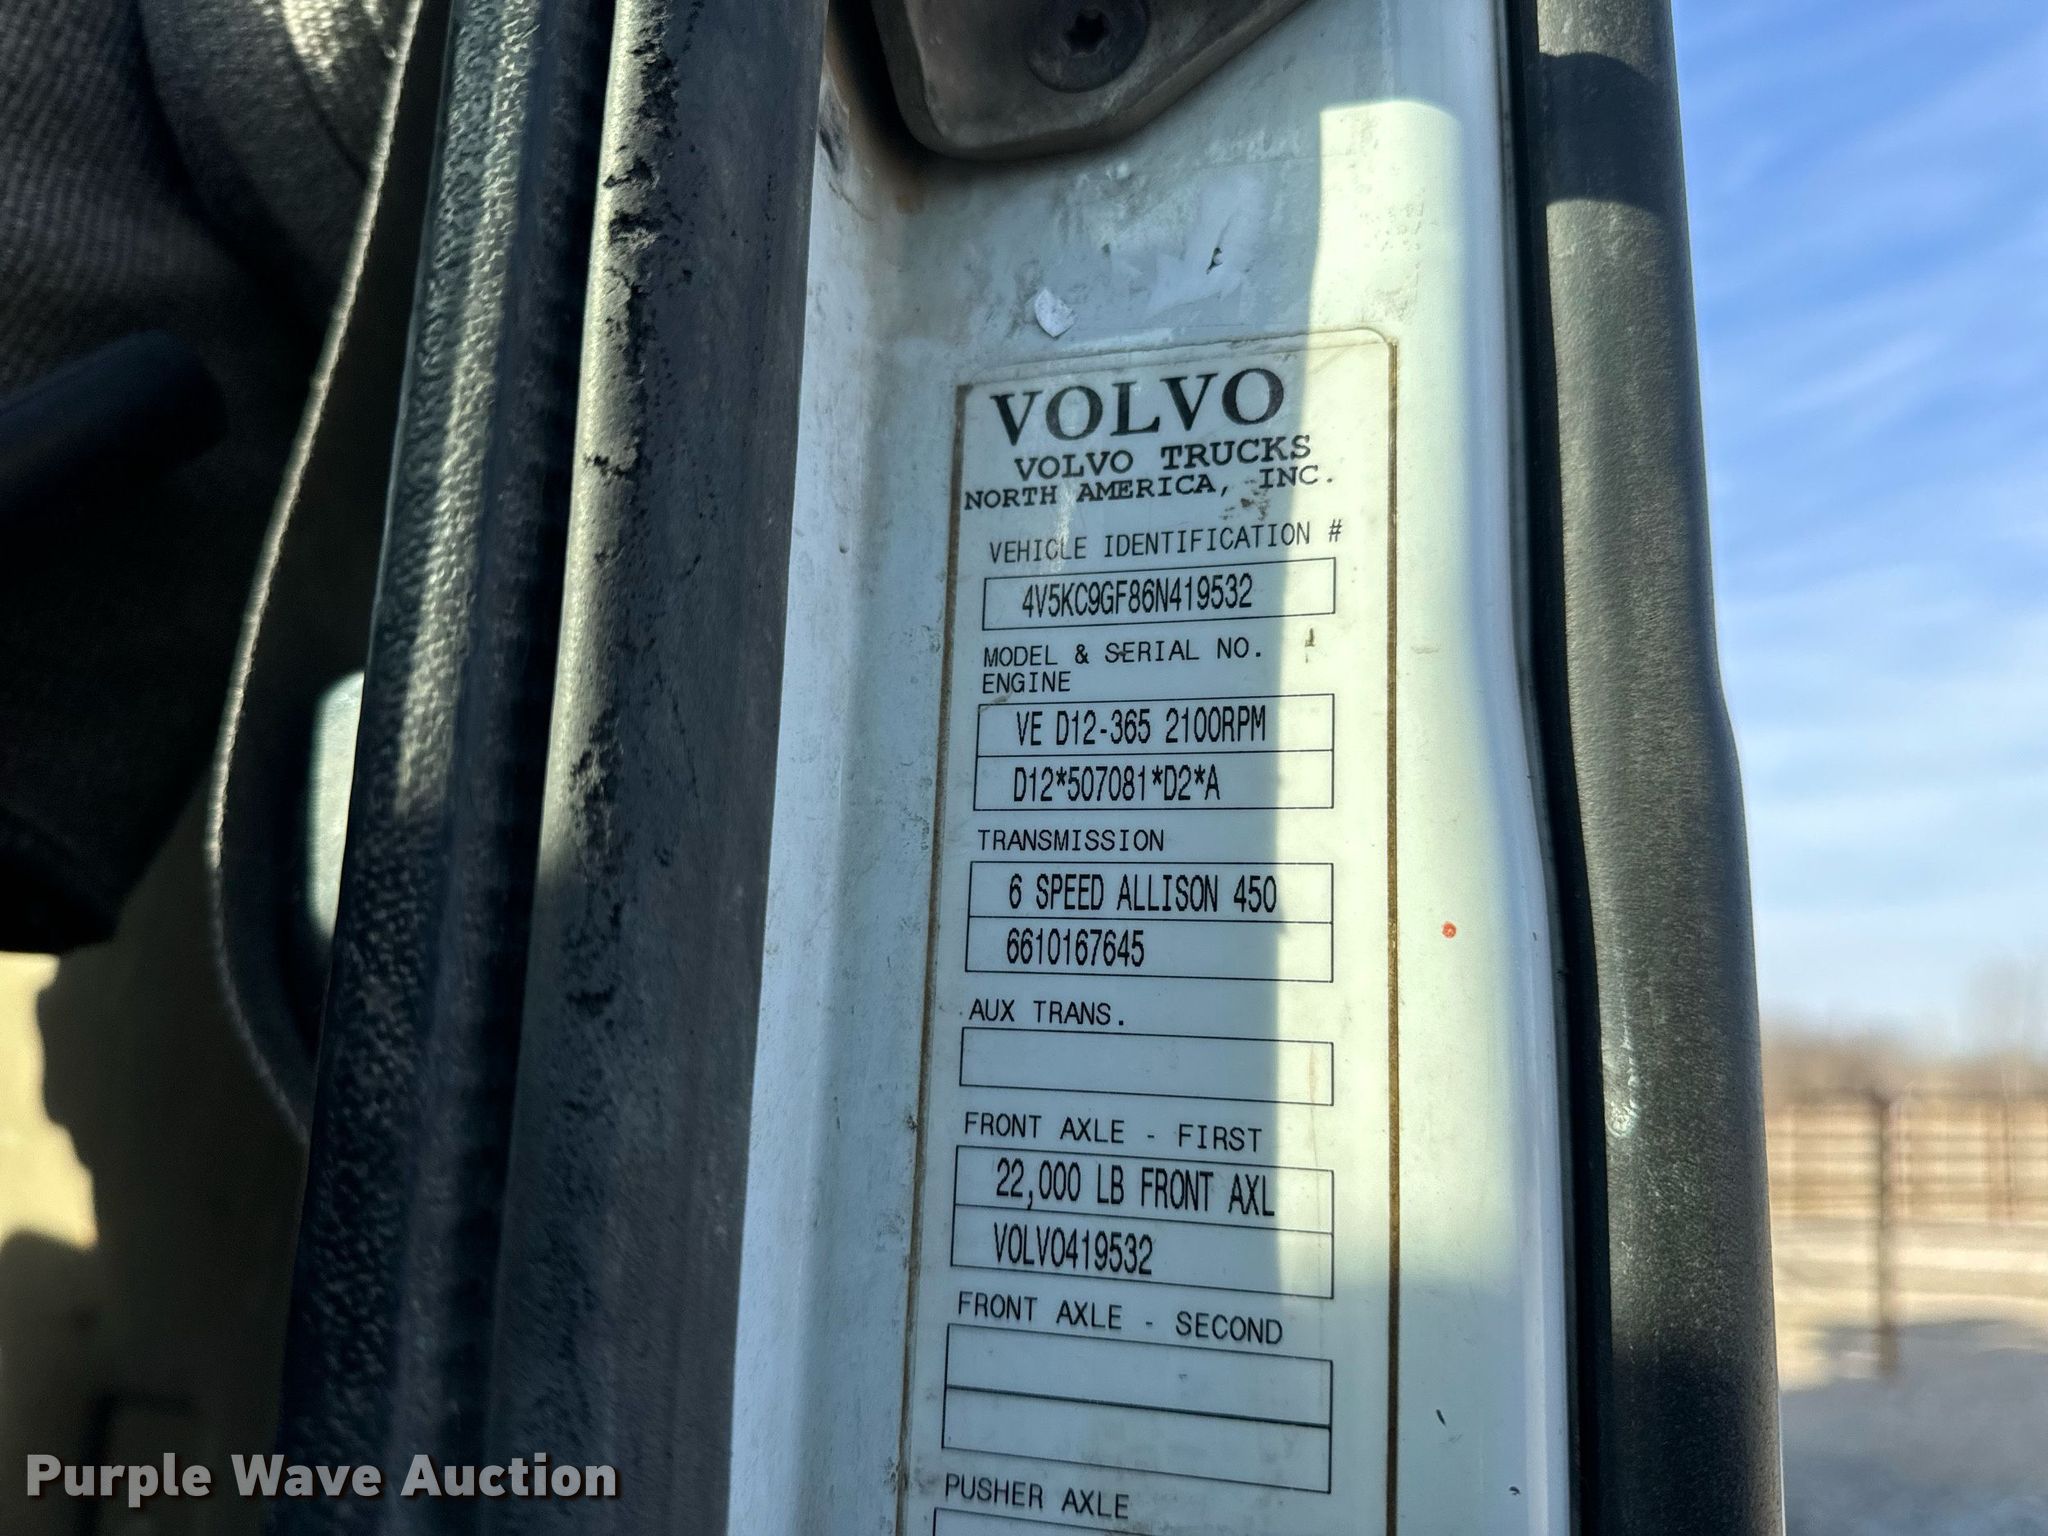 VOLVO
VOLVO TRUCKS
NORTH AMERICA, INC.
VEHICLE IDENTIFICATION #
4V5KC9GF86N419532
MODEL & SERIAL NO.
ENGINE
VE D12-365 2100RPM
D12*507081*D2*A
TRANSMISSION
6 SPEED ALLISON 450
6610167645
AUX TRANS.
FRONT AXLE - FIRST
22,000 LB FRONT AXL
VOLVO419532
FRONT AXLE - SECOND
PUSHER AXLE
Purple Wave Auction